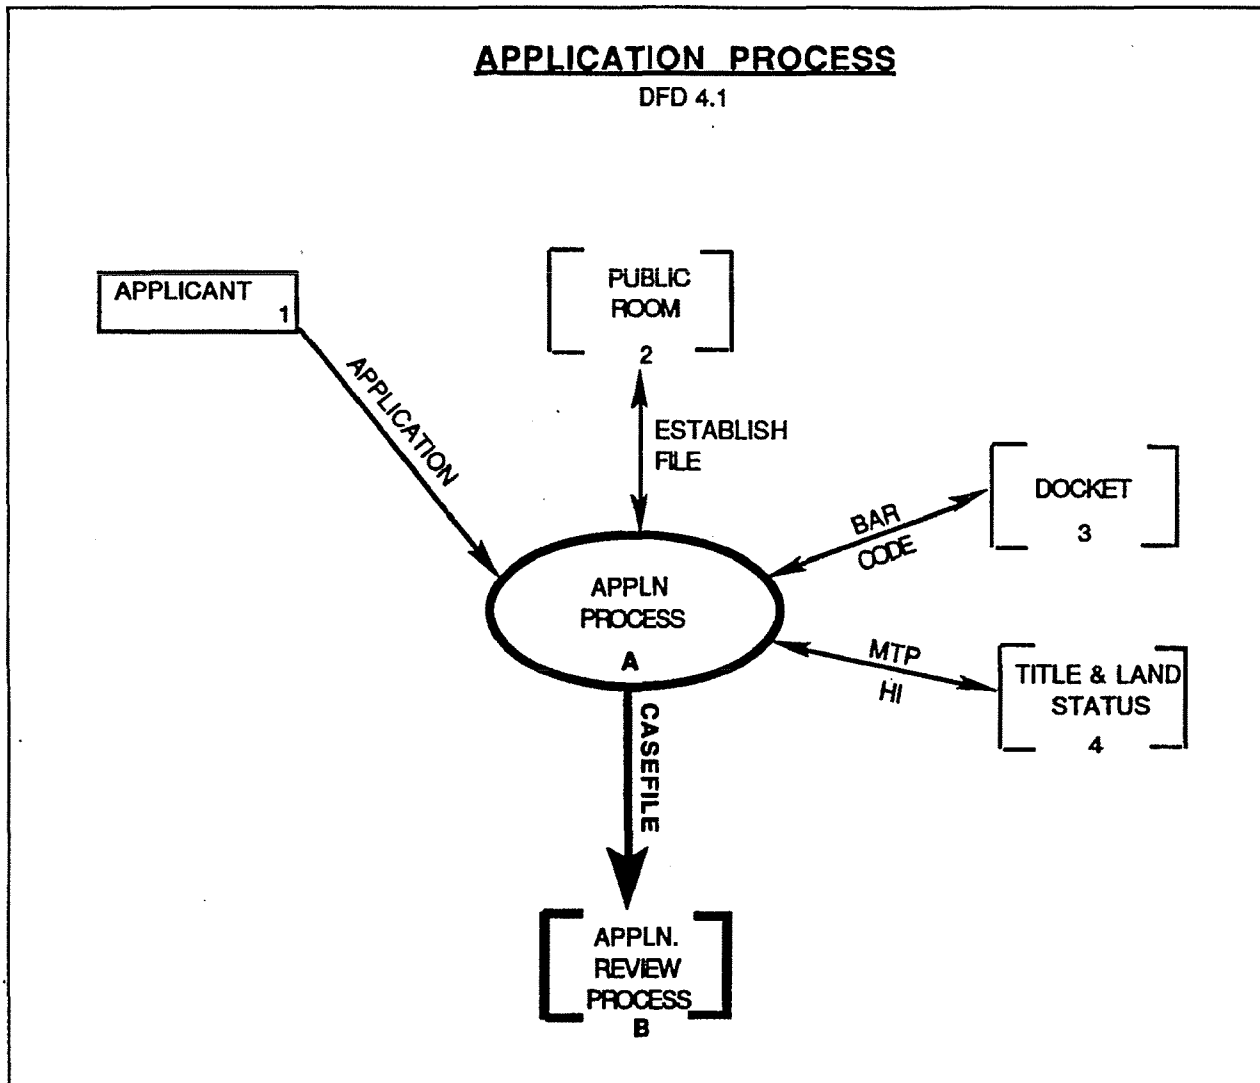 APPLICATION PROCESS
DFD 4.1
APPLICANT
1
PUBLIC
ROOM
2
APPLICATION
ESTABLISH
FILE
DOCKET
3
BAR
CODE
APPLN
PROCESS
A
MTP
HI
TITLE & LAND
STATUS
4
CASEFILE
APPLN.
REVIEW
PROCESS
B